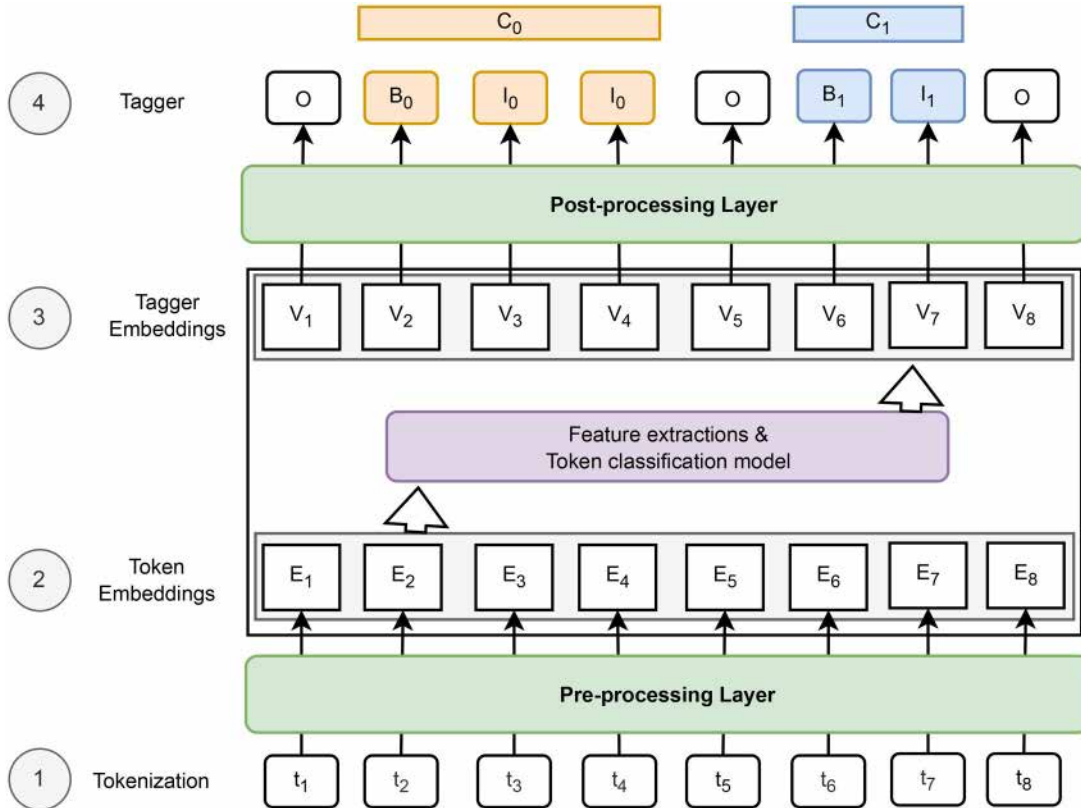 C₀ C₁
4 Tagger O B₀ I₀ I₀ O B₁ I₁ O
Post-processing Layer
3 Tagger Embeddings V₁ V₂ V₃ V₄ V₅ V₆ V₇ V₈
Feature extractions &
Token classification model
2 Token Embeddings E₁ E₂ E₃ E₄ E₅ E₆ E₇ E₈
Pre-processing Layer
1 Tokenization t₁ t₂ t₃ t₄ t₅ t₆ t₇ t₈